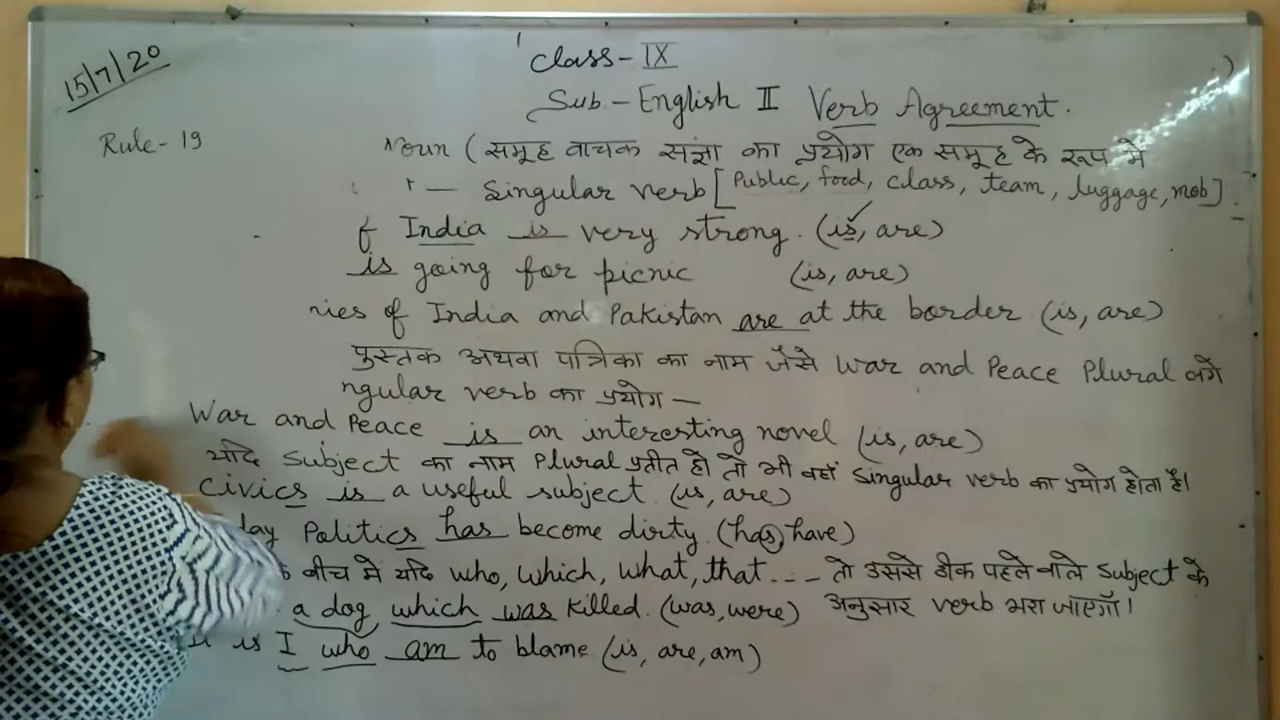 15/7/20
Class - IX
Sub - English II Verb Agreement.
Rule - 19
Noun (समूह वाचक संज्ञा का प्रयोग एक समूह के रूप में
— Singular verb [Public, food, class, team, luggage, mob].
f India is very strong. (is, are)
is going for picnic (is, are)
ries of India and Pakistan are at the border (is, are)
पुस्तक अथवा पत्रिका का नाम जैसे War and Peace Plural लगे
ngular verb का प्रयोग —
War and Peace is an interesting novel (is, are)
यदि Subject का नाम Plural प्रतीत हो तो भी वहाँ Singular verb का प्रयोग होता है।
Civics is a useful subject. (is, are)
day Politics has become dirty. (has, have)
के बीच में यदि who, which, what, that --- तो उससे ठीक पहले वाले Subject के
a dog which was killed. (was, were) अनुसार verb भरा जाएगाँ।
It is I who am to blame (is, are, am)